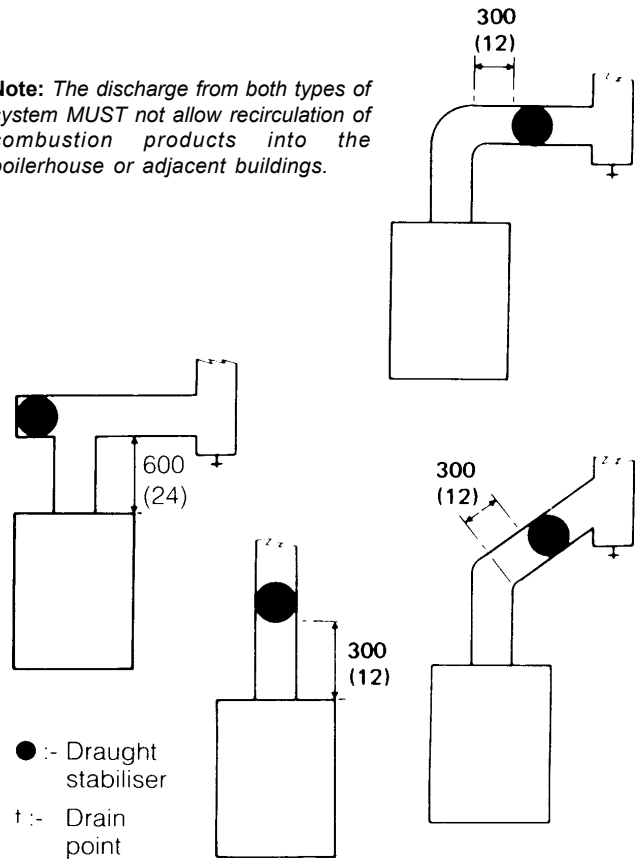 300
(12)
Note: The discharge from both types of
system MUST not allow recirculation of
combustion products into the
boilerhouse or adjacent buildings.
600
(24)
300
(12)
300
(12)
:- Draught
stabiliser
:- Drain
point